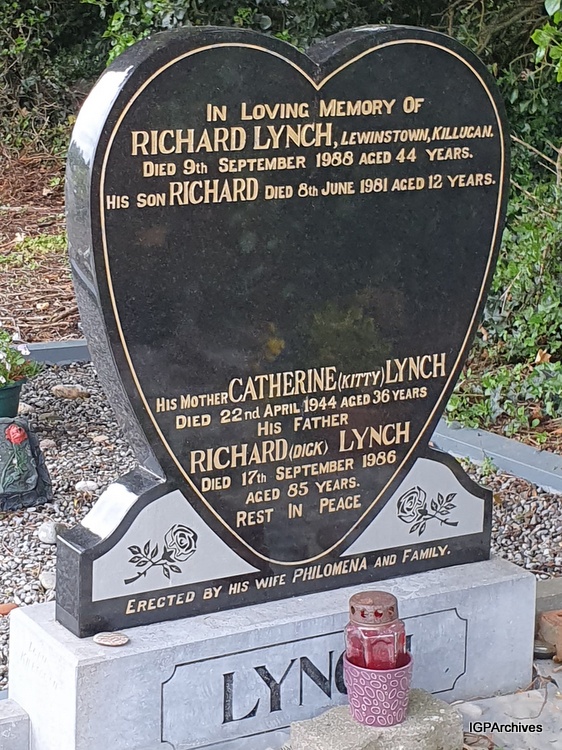 IN LOVING MEMORY OF
RICHARD LYNCH, LEWINSTOWN, KILLUCAN.
DIED 9TH SEPTEMBER 1988 AGED 44 YEARS.
HIS SON RICHARD DIED 8TH JUNE 1981 AGED 12 YEARS.
HIS MOTHER CATHERINE (KITTY) LYNCH
DIED 22ND APRIL 1944 AGED 36 YEARS
HIS FATHER
RICHARD (DICK) LYNCH
DIED 17TH SEPTEMBER 1986
AGED 85 YEARS.
REST IN PEACE
ERECTED BY HIS WIFE PHILOMENA AND FAMILY.
LYNCH
IGPArchives